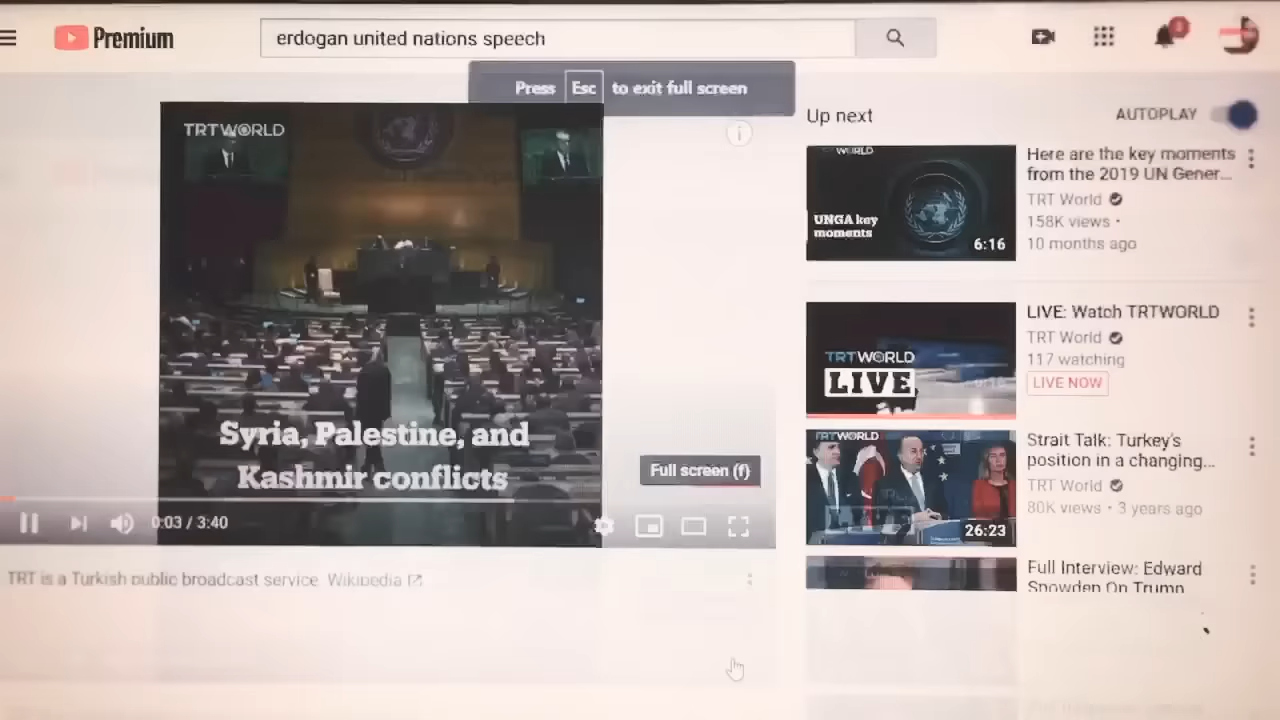 Premium
erdogan united nations speech
Press Esc to exit full screen
TRTWORLD
Syria, Palestine, and
Kashmir conflicts
Full screen (f)
0:03 / 3:40
TRT is a Turkish public broadcast service. Wikipedia
Up next
AUTOPLAY
WORLD
UNGA key
moments
6:16
Here are the key moments
from the 2019 UN Gener...
TRT World
158K views •
10 months ago
TRTWORLD
LIVE
LIVE: Watch TRTWORLD
TRT World
117 watching
LIVE NOW
TRTWORLD
26:23
Strait Talk: Turkey's
position in a changing...
TRT World
80K views • 3 years ago
Full Interview: Edward
Snowden On Trump